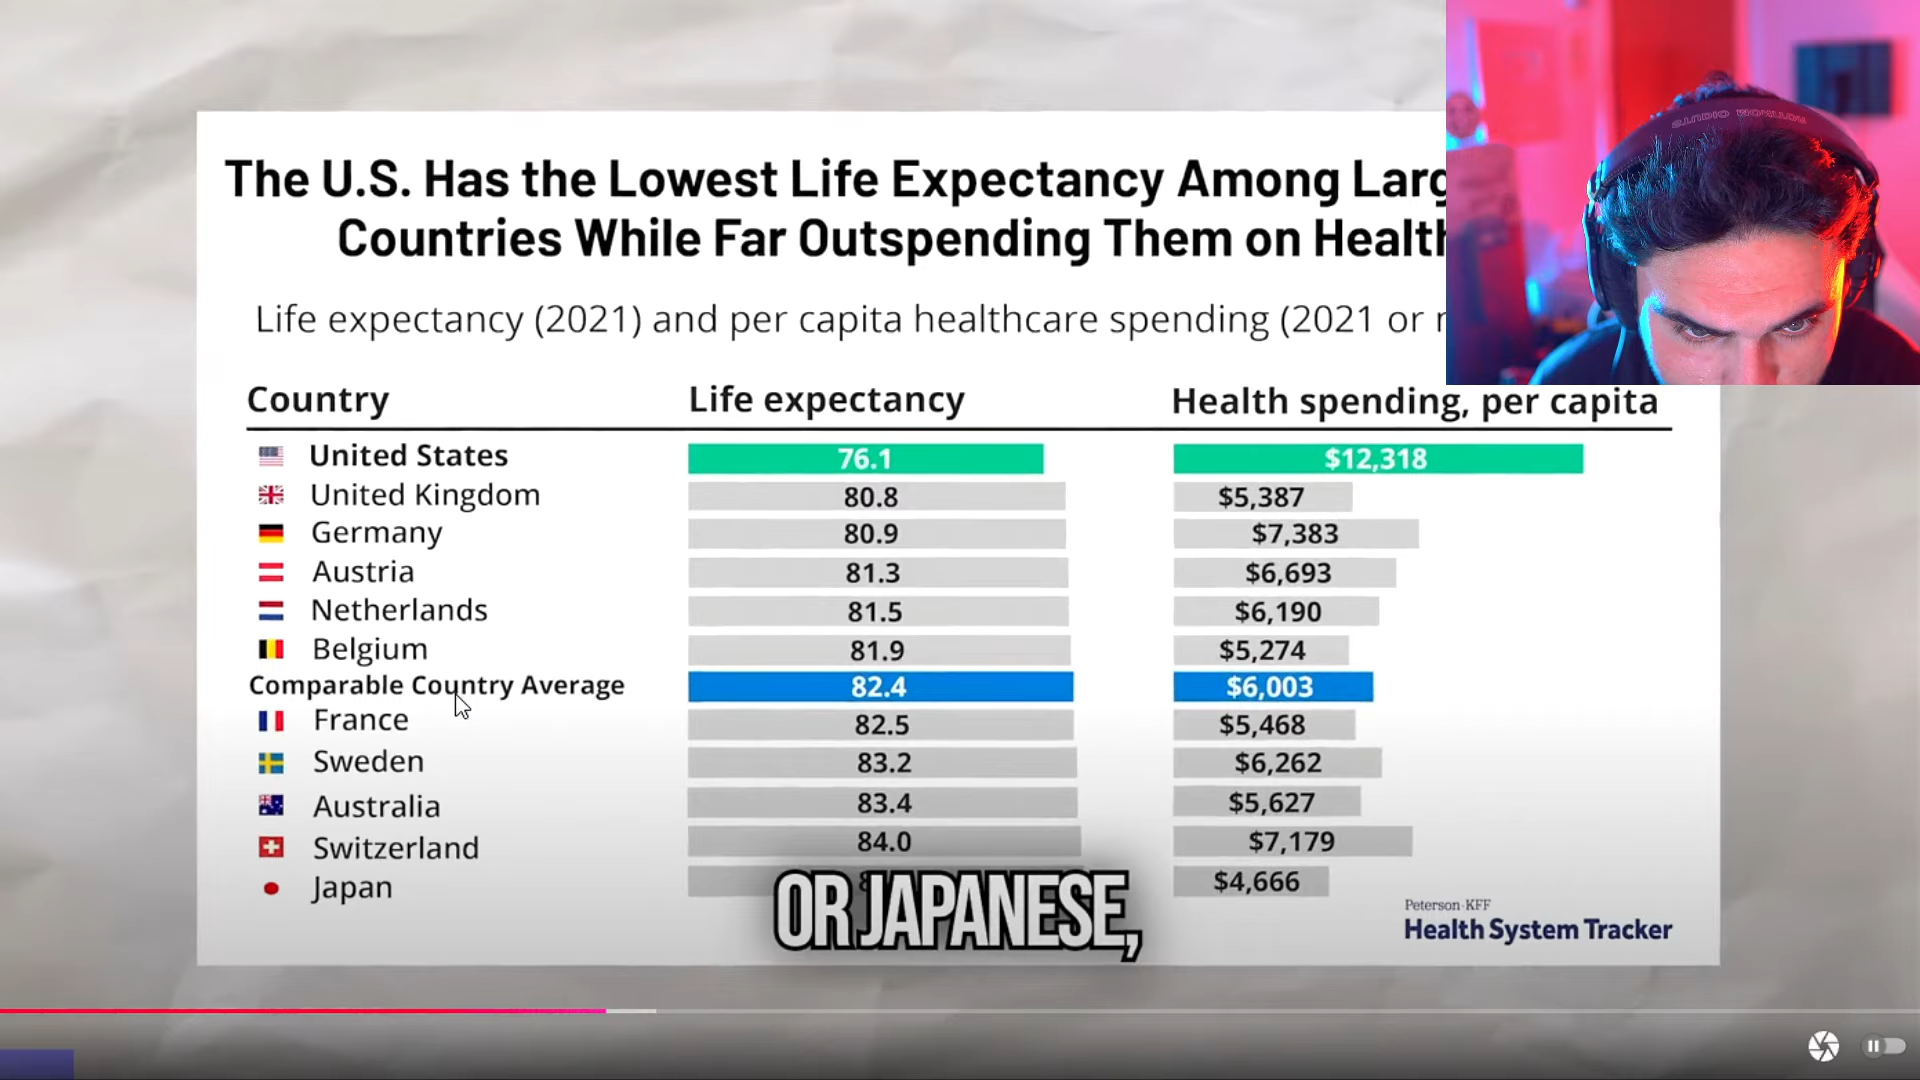 The U.S. Has the Lowest Life Expectancy Among Larg
Countries While Far Outspending Them on Health
Life expectancy (2021) and per capita healthcare spending (2021 or
Country Life expectancy Health spending, per capita
United States 76.1 $12,318
United Kingdom 80.8 $5,387
Germany 80.9 $7,383
Austria 81.3 $6,693
Netherlands 81.5 $6,190
Belgium 81.9 $5,274
Comparable Country Average 82.4 $6,003
France 82.5 $5,468
Sweden 83.2 $6,262
Australia 83.4 $5,627
Switzerland 84.0 $7,179
Japan $4,666
OR JAPANESE,
Peterson-KFF
Health System Tracker